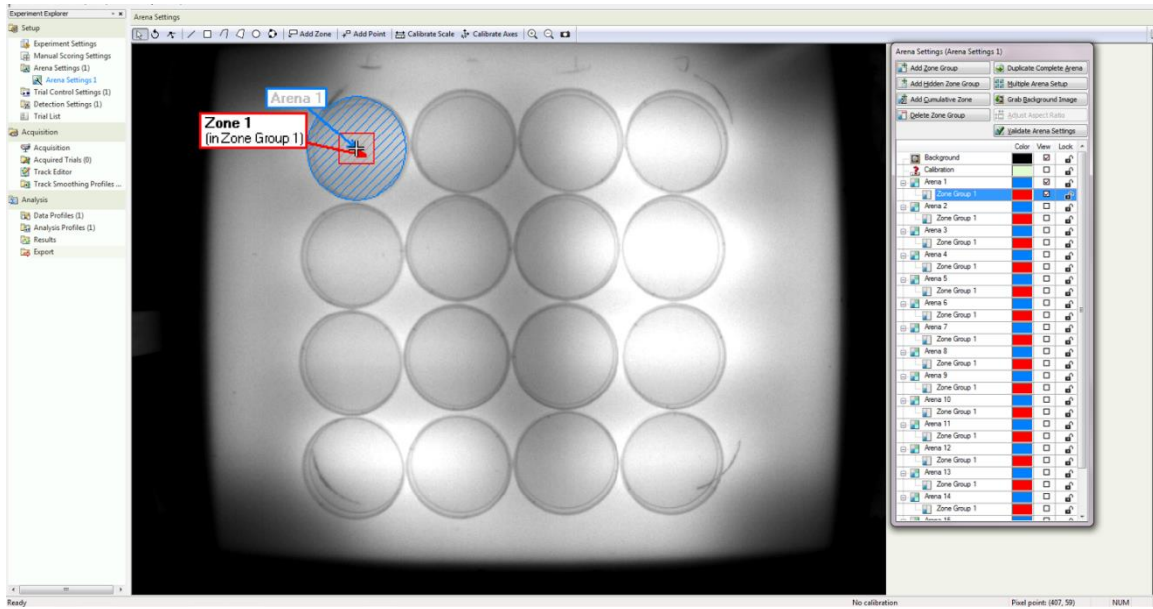 Experiment Explorer
Setup
Experiment Settings
Manual Scoring Settings
Arena Settings (1)
Arena Settings 1
Trial Control Settings (1)
Detection Settings (1)
Trial List
Acquisition
Acquisition
Acquired Trials (0)
Track Editor
Track Smoothing Profiles ...
Analysis
Data Profiles (1)
Analysis Profiles (1)
Results
Export
Arena Settings
Add Zone Add Point Calibrate Scale Calibrate Axes
Arena 1
Zone 1
(in Zone Group 1)
Arena Settings (Arena Settings 1)
Add Zone Group Duplicate Complete Arena
Add Hidden Zone Group Multiple Arena Setup
Add Cumulative Zone Grab Background Image
Delete Zone Group Adjust Aspect Ratio
Validate Arena Settings
Color View Lock
Background
Calibration
Arena 1
Zone Group 1
Arena 2
Zone Group 1
Arena 3
Zone Group 1
Arena 4
Zone Group 1
Arena 5
Zone Group 1
Arena 6
Zone Group 1
Arena 7
Zone Group 1
Arena 8
Zone Group 1
Arena 9
Zone Group 1
Arena 10
Zone Group 1
Arena 11
Zone Group 1
Arena 12
Zone Group 1
Arena 13
Zone Group 1
Arena 14
Zone Group 1
Arena 15
Ready No calibration Pixel point: (407, 59) NUM